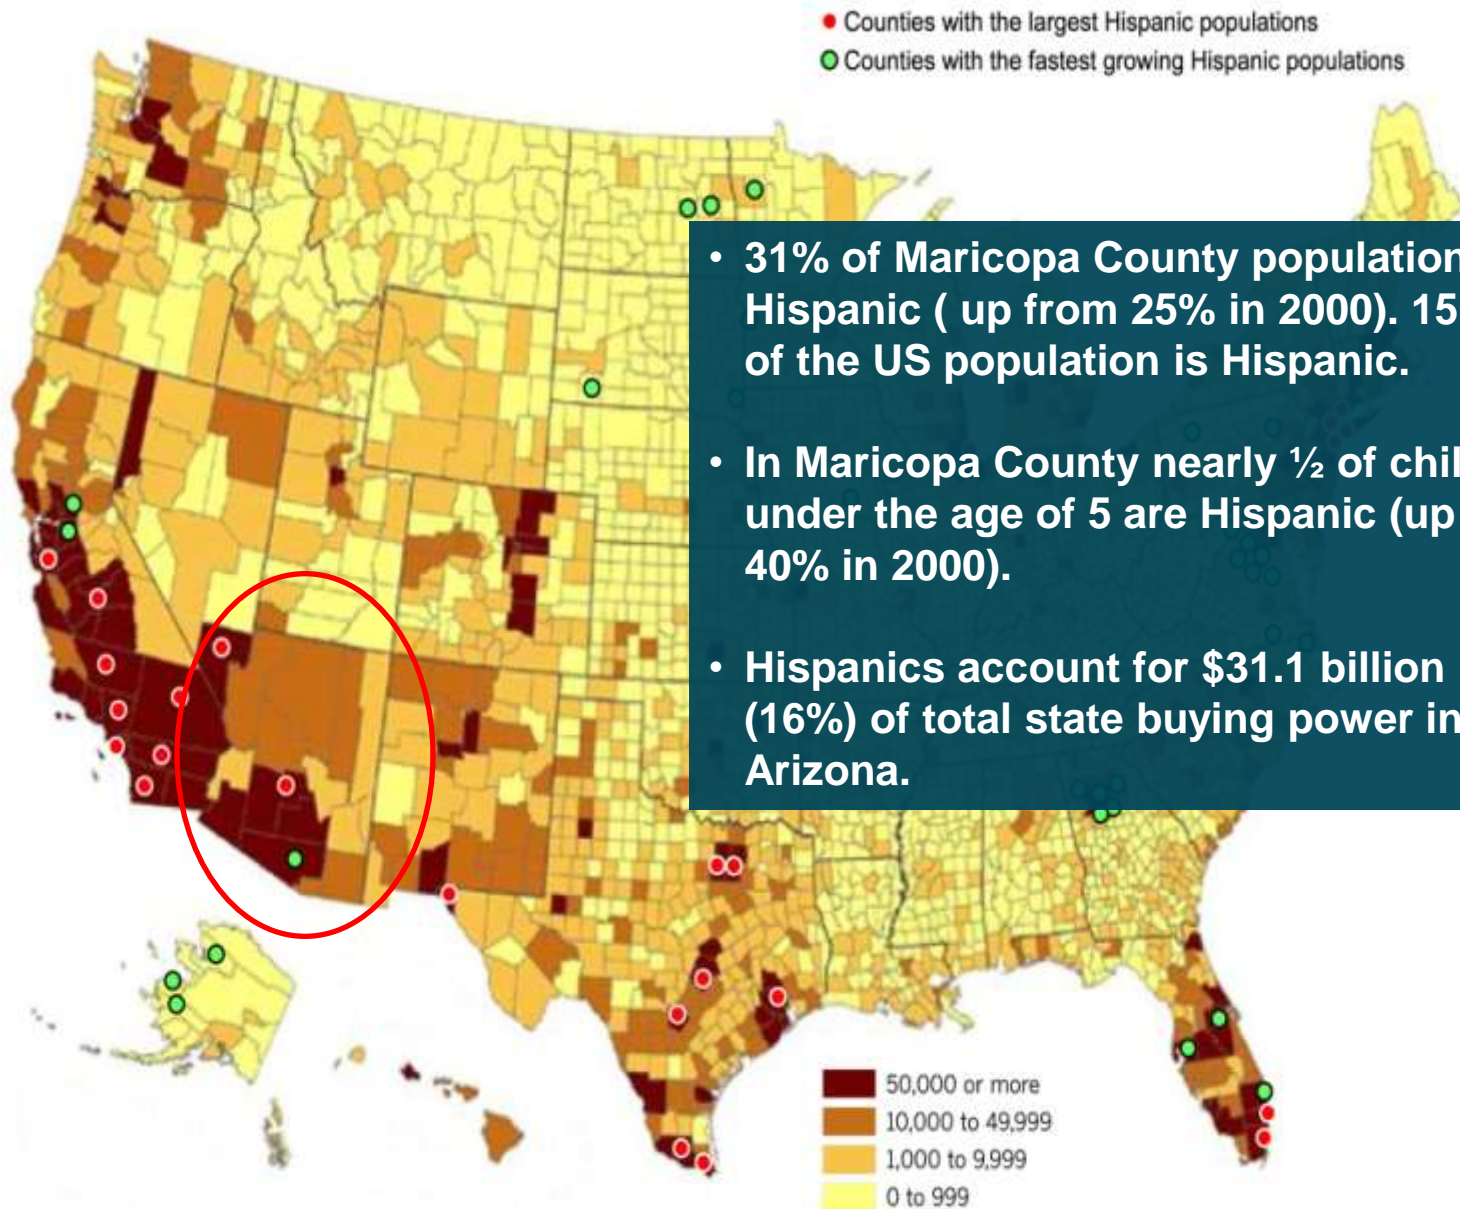 Counties with the largest Hispanic populations
Counties with the fastest growing Hispanic populations
• 31% of Maricopa County population
Hispanic ( up from 25% in 2000). 15
of the US population is Hispanic.
• In Maricopa County nearly ½ of chil
under the age of 5 are Hispanic (up
40% in 2000).
• Hispanics account for $31.1 billion
(16%) of total state buying power in
Arizona.
50,000 or more
10,000 to 49,999
1,000 to 9,999
0 to 999